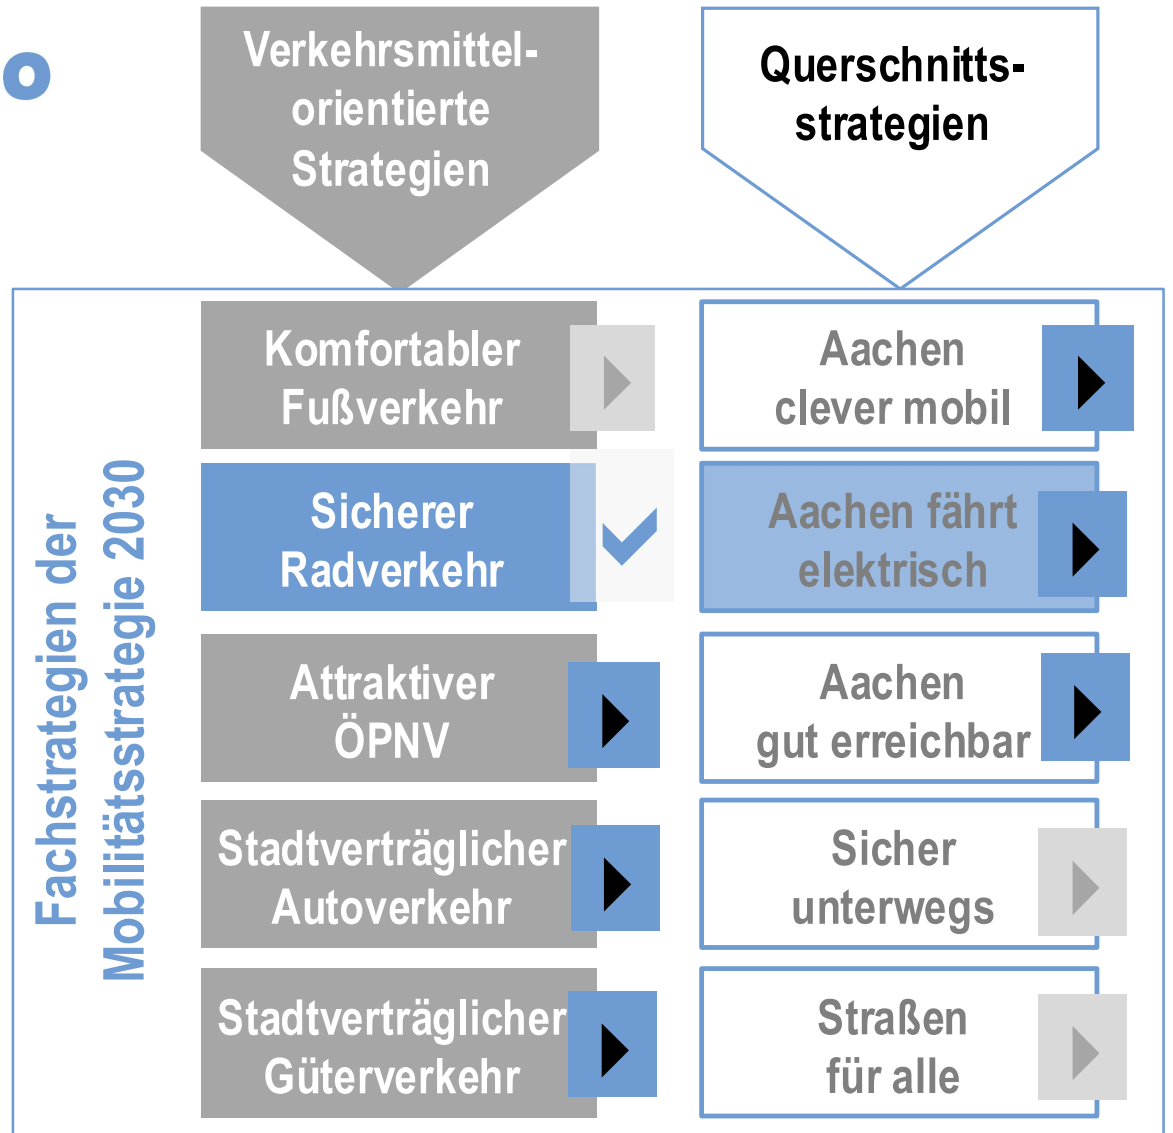 o
Verkehrsmittel-
orientierte
Strategien
Querschnitts-
strategien
Fachstrategien der
Mobilitätsstrategie 2030
Komfortabler
Fußverkehr
Sicherer
Radverkehr
Attraktiver
ÖPNV
Stadtverträglicher
Autoverkehr
Stadtverträglicher
Güterverkehr
Aachen
clever mobil
Aachen fährt
elektrisch
Aachen
gut erreichbar
Sicher
unterwegs
Straßen
für alle